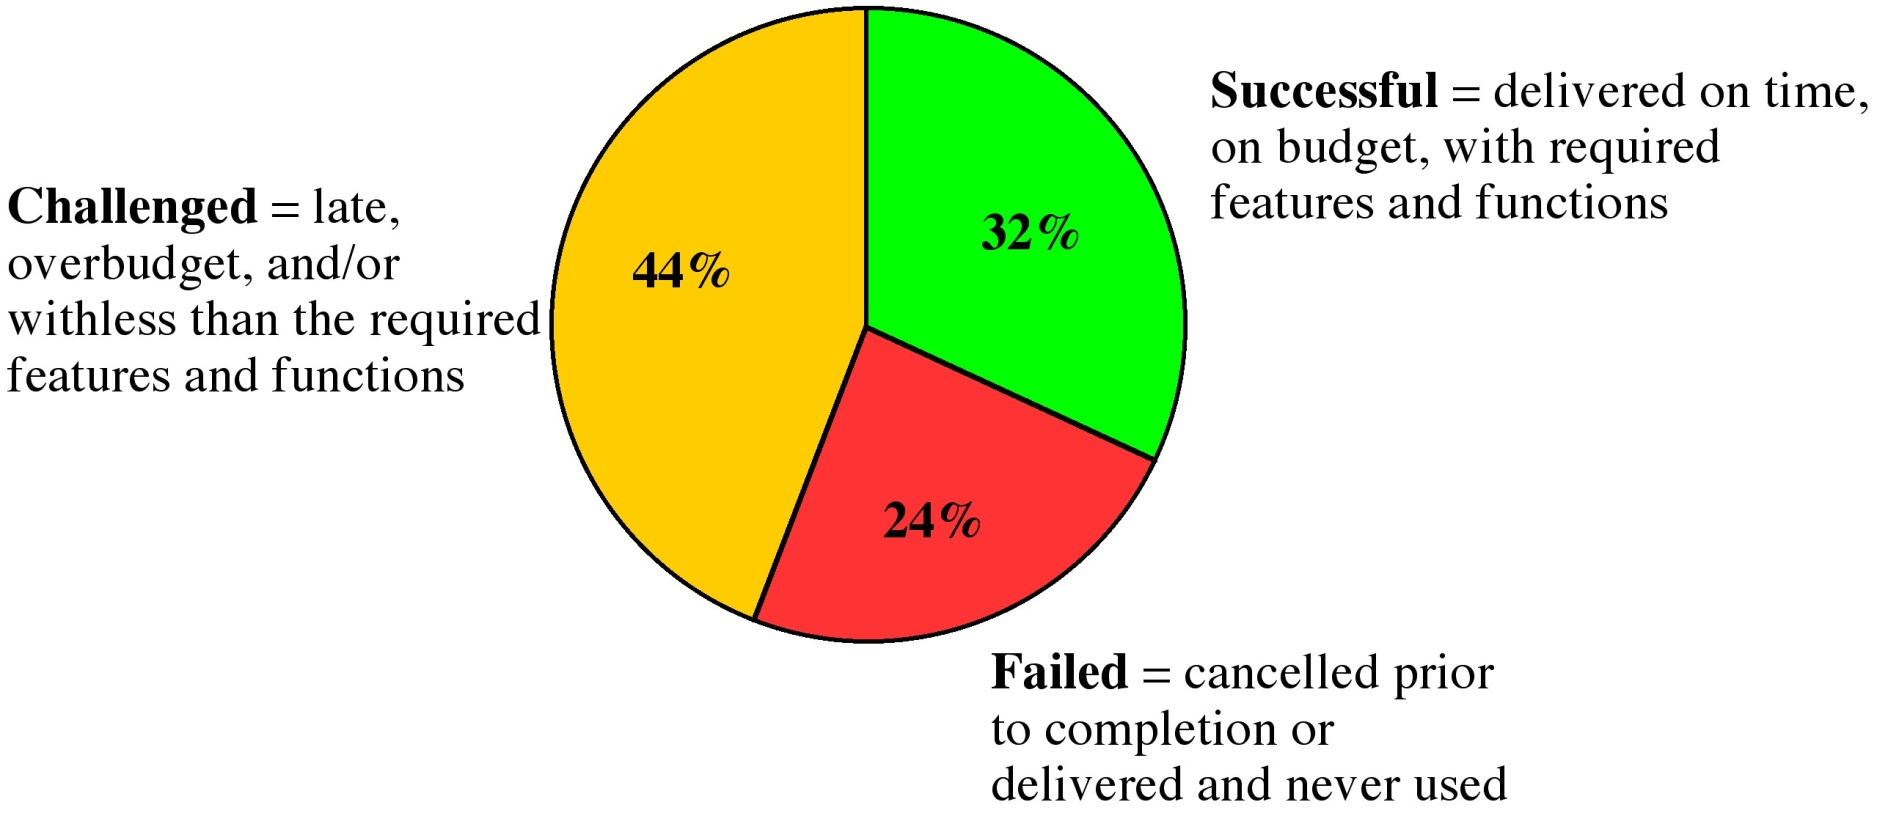 Successful = delivered on time,
on budget, with required
features and functions
32%
Challenged = late,
overbudget, and/or
withless than the required
features and functions
44%
24%
Failed = cancelled prior
to completion or
delivered and never used